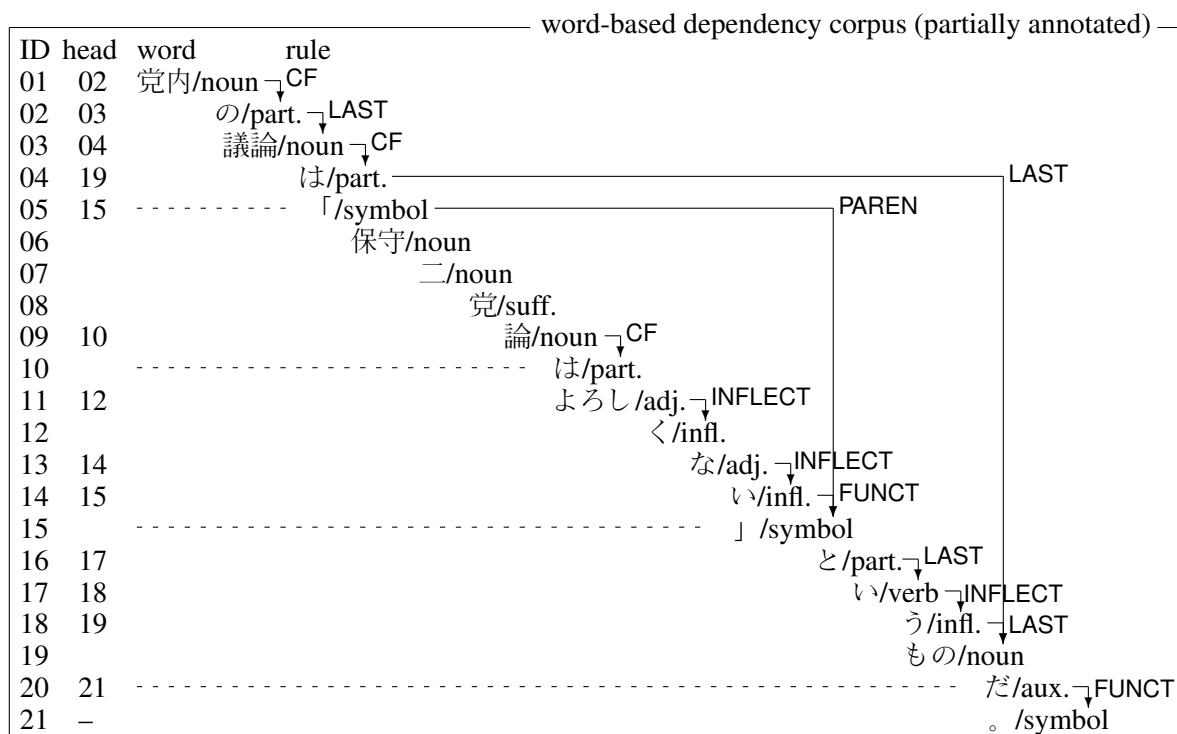 word-based dependency corpus (partially annotated)
ID head word rule
01 02 党内/noun CF
02 03 の/part. LAST
03 04 議論/noun CF
04 19 は/part. LAST
05 15 「/symbol PAREN
06 保守/noun
07 二/noun
08 党/suff.
09 10 論/noun CF
10 は/part.
11 12 よろし/adj. INFLECT
12 く/infl.
13 14 な/adj. INFLECT
14 15 い/infl. FUNCT
15 」/symbol
16 17 と/part. LAST
17 18 い/verb INFLECT
18 19 う/infl. LAST
19 もの/noun
20 21 だ/aux. FUNCT
21 – 。/symbol